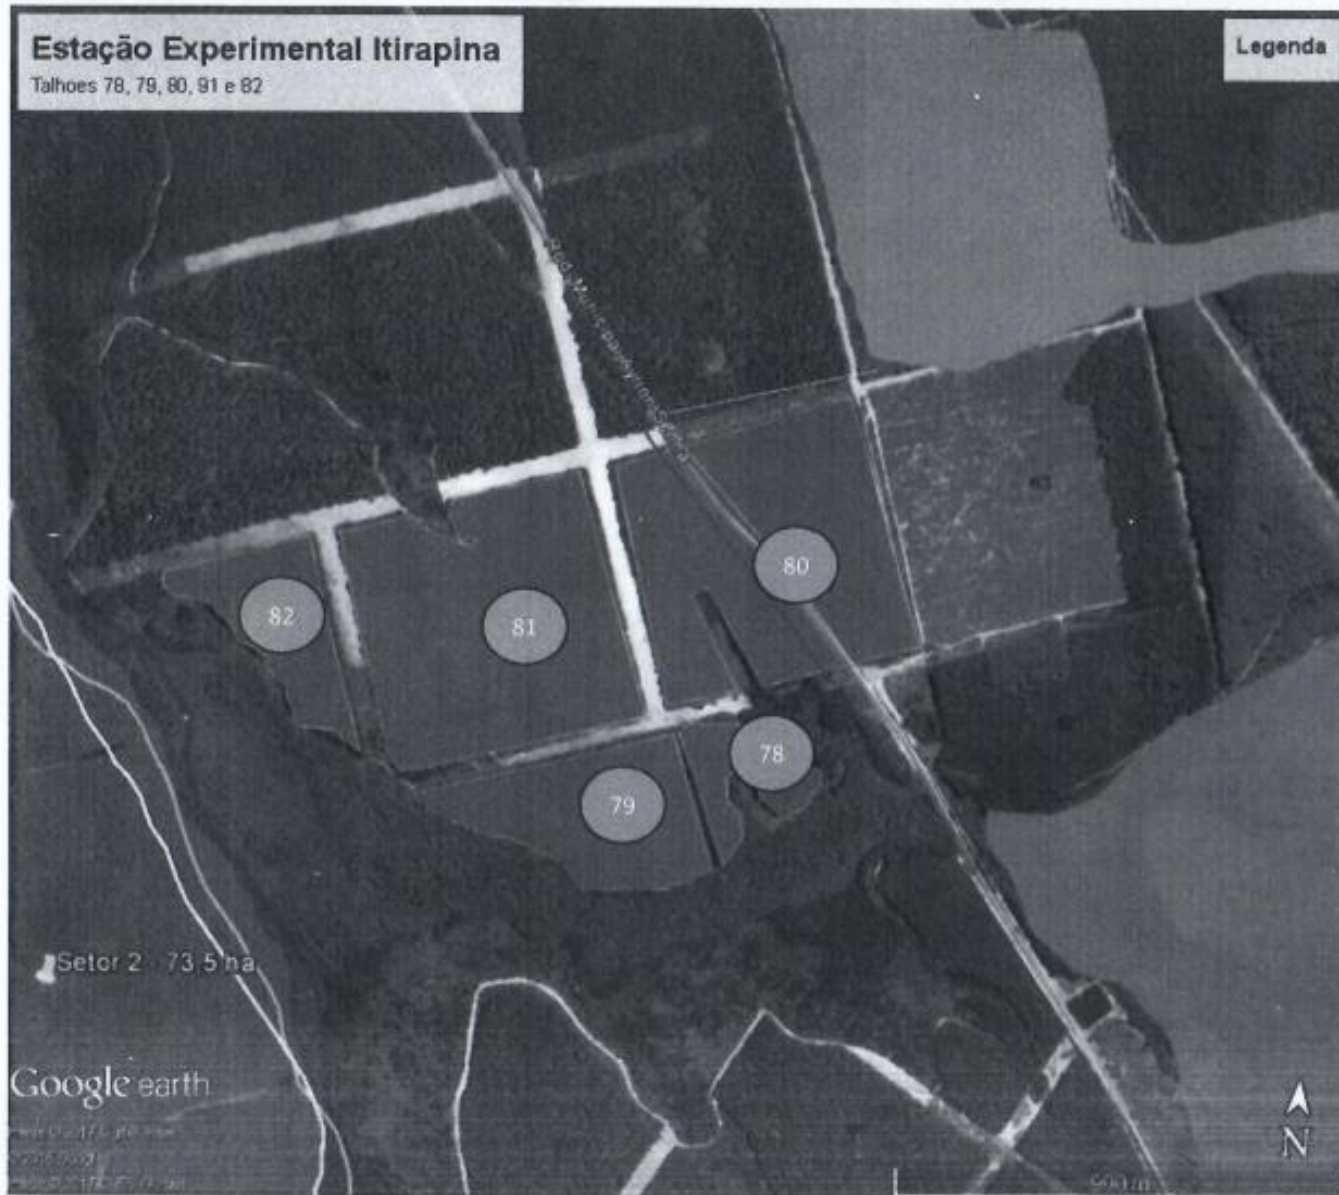 Estação Experimental Itirapina
Talhoes 78, 79, 80, 91 e 82
Legenda
80
82
81
78
79
Setor 2 - 73,5 ha
Google earth
N